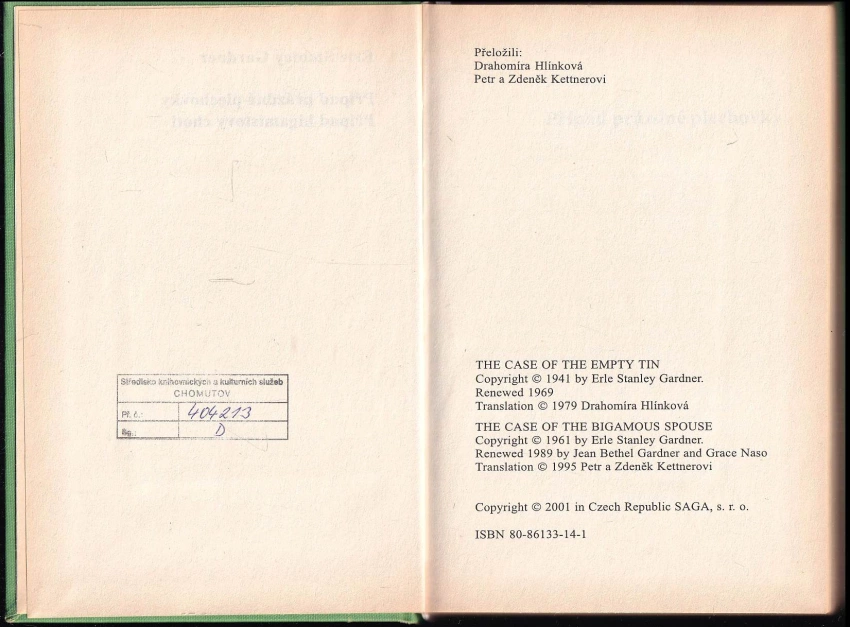 Středisko knihovnických a kulturních služeb
CHOMUTOV
Př. č.: 404213
Sg.: D
Přeložili:
Drahomíra Hlínková
Petr a Zdeněk Kettnerovi
THE CASE OF THE EMPTY TIN
Copyright © 1941 by Erle Stanley Gardner.
Renewed 1969
Translation © 1979 Drahomíra Hlínková
THE CASE OF THE BIGAMOUS SPOUSE
Copyright © 1961 by Erle Stanley Gardner.
Renewed 1989 by Jean Bethel Gardner and Grace Naso
Translation © 1995 Petr a Zdeněk Kettnerovi
Copyright © 2001 in Czech Republic SAGA, s. r. o.
ISBN 80-86133-14-1